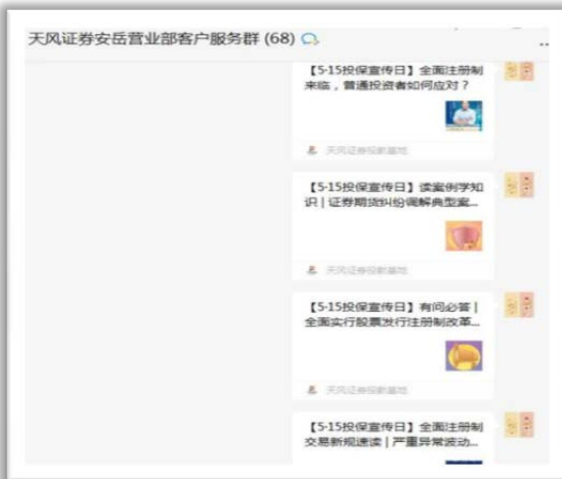 天风证券安岳营业部客户服务群 (68)
【5·15投保宣传日】全面注册制
来临，普通投资者如何应对？
天风证券投教基地
【5·15投保宣传日】读案例学知
识 | 证券期货纠纷调解典型案...
天风证券投教基地
【5·15投保宣传日】有问必答 |
全面实行股票发行注册制改革...
天风证券投教基地
【5·15投保宣传日】全面注册制
交易新规速读 | 严重异常波动...